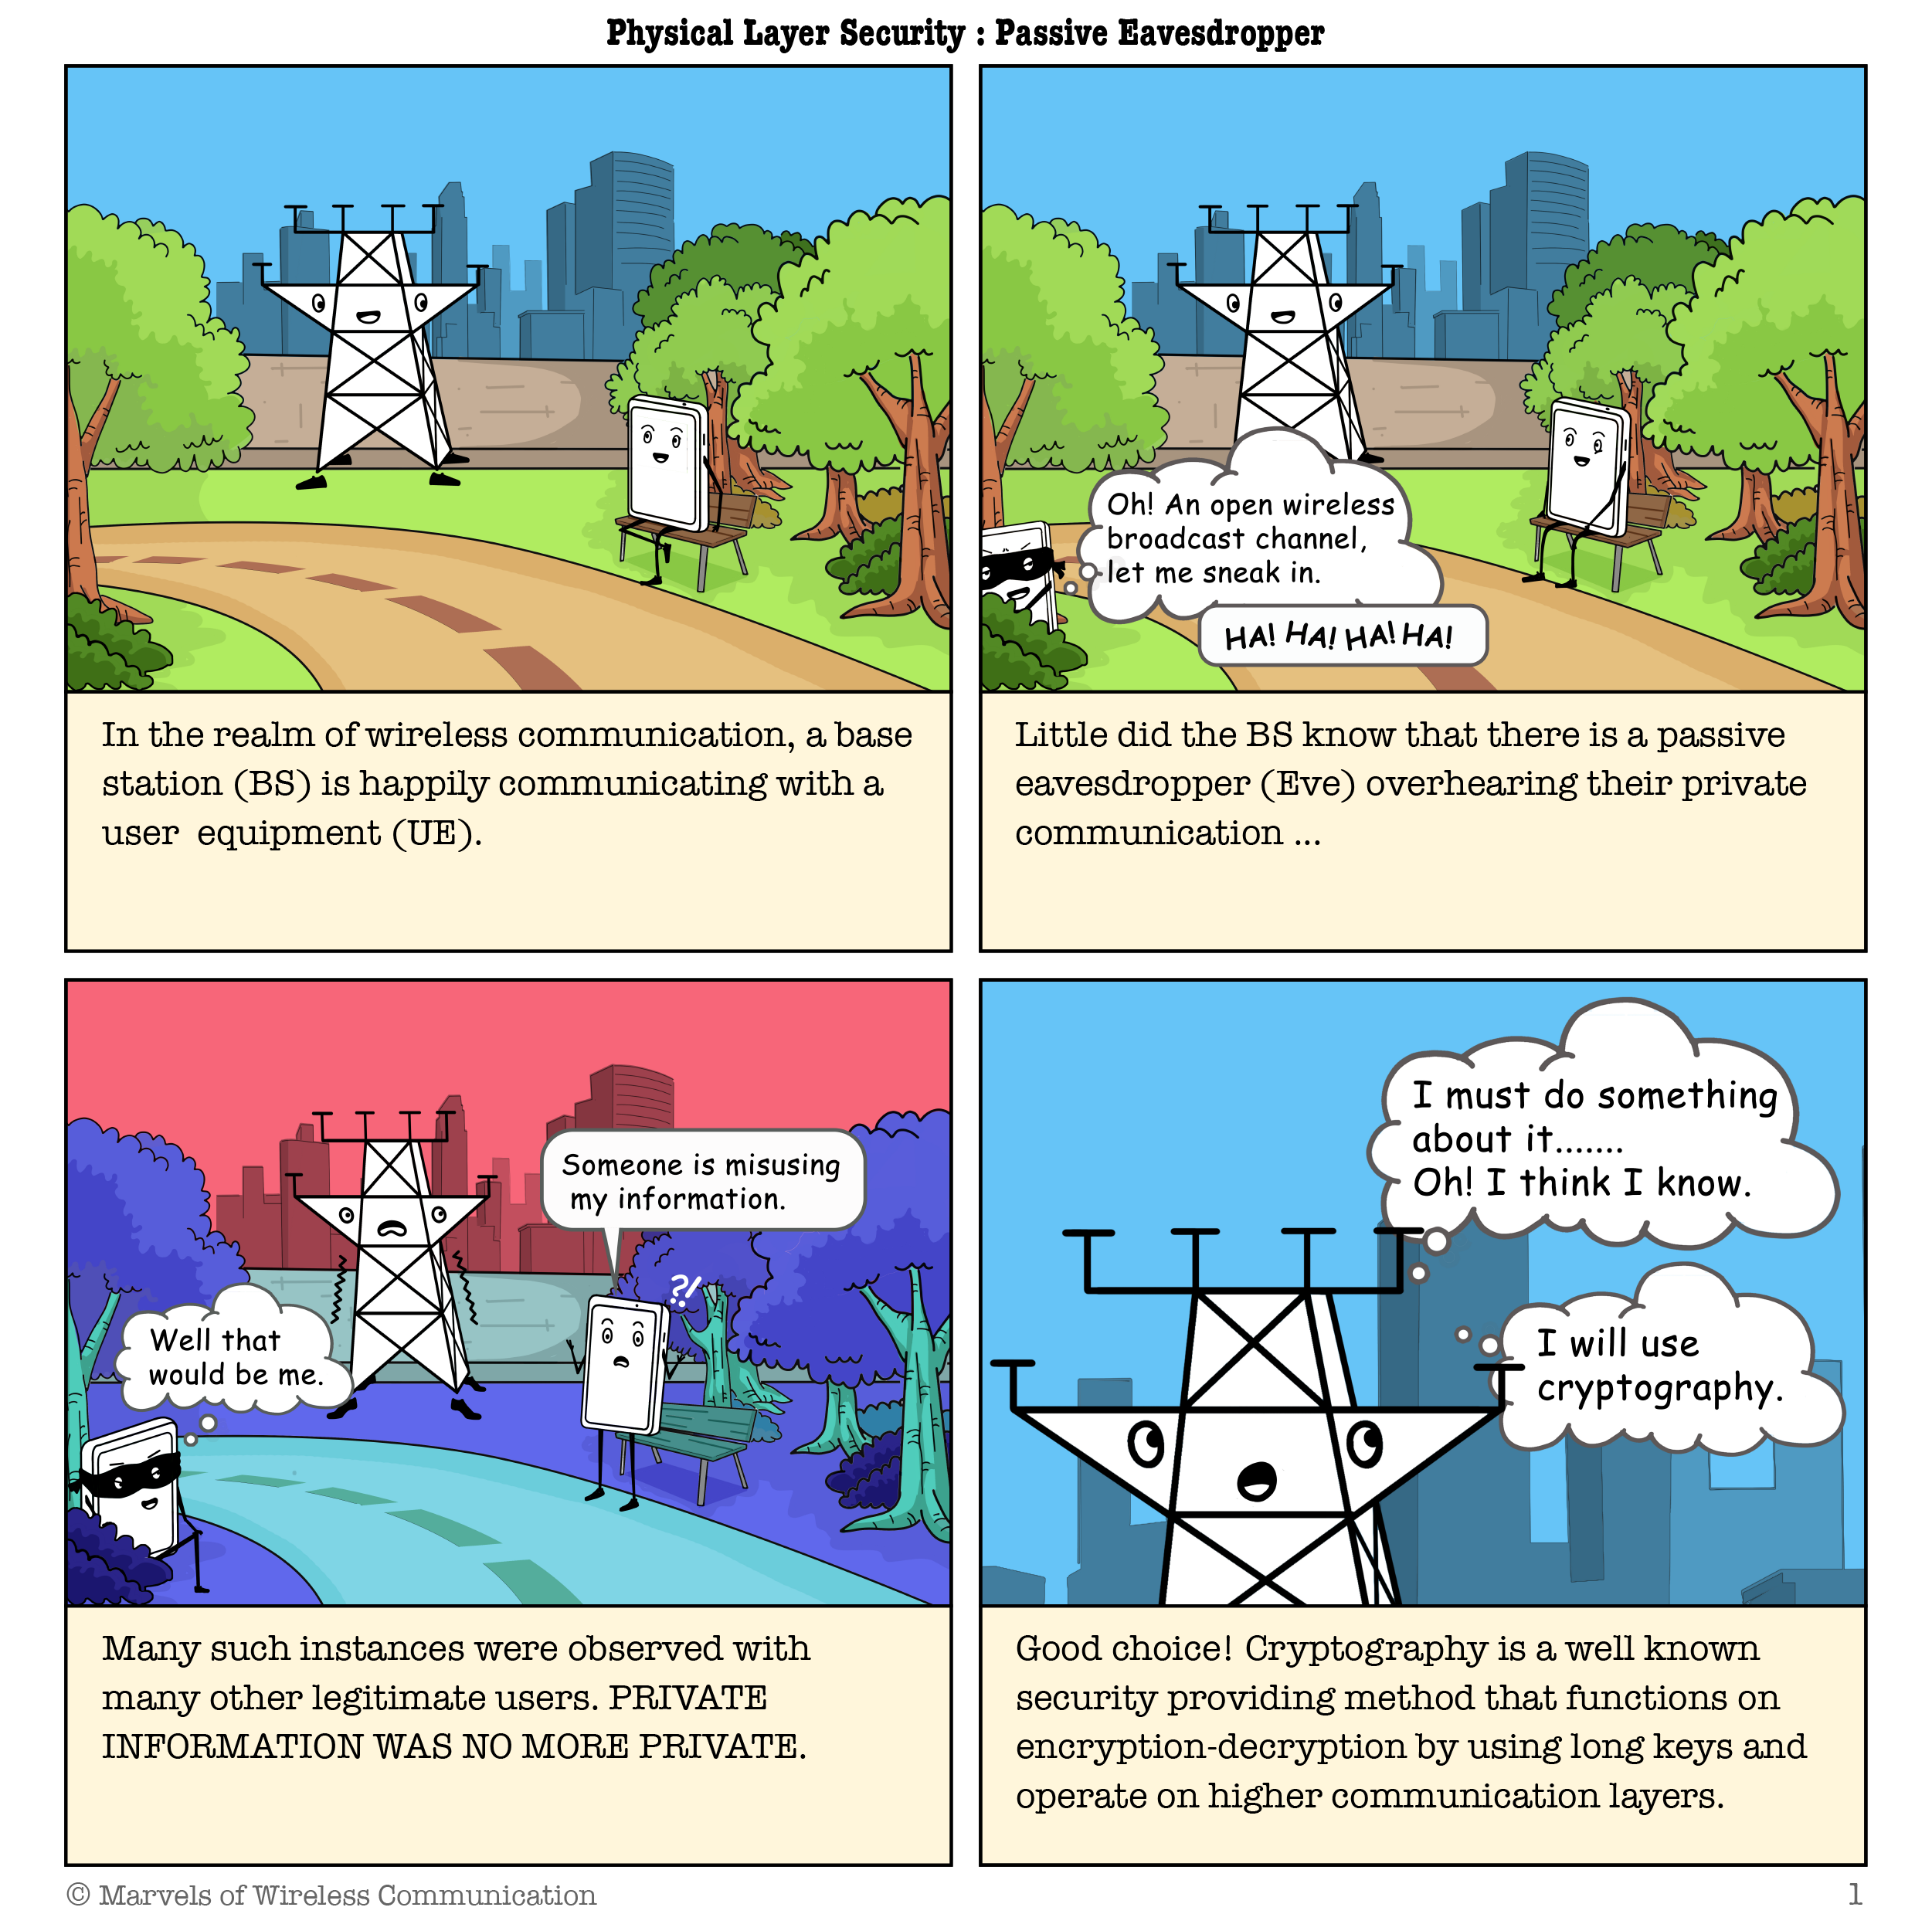 Physical Layer Security : Passive Eavesdropper
In the realm of wireless communication, a base
station (BS) is happily communicating with a
user equipment (UE).
Oh! An open wireless
broadcast channel,
let me sneak in.
HA! HA! HA! HA!
Little did the BS know that there is a passive
eavesdropper (Eve) overhearing their private
communication ...
Someone is misusing
my information.
?!
Well that
would be me.
Many such instances were observed with
many other legitimate users. PRIVATE
INFORMATION WAS NO MORE PRIVATE.
I must do something
about it.......
Oh! I think I know.
I will use
cryptography.
Good choice! Cryptography is a well known
security providing method that functions on
encryption-decryption by using long keys and
operate on higher communication layers.
© Marvels of Wireless Communication
1